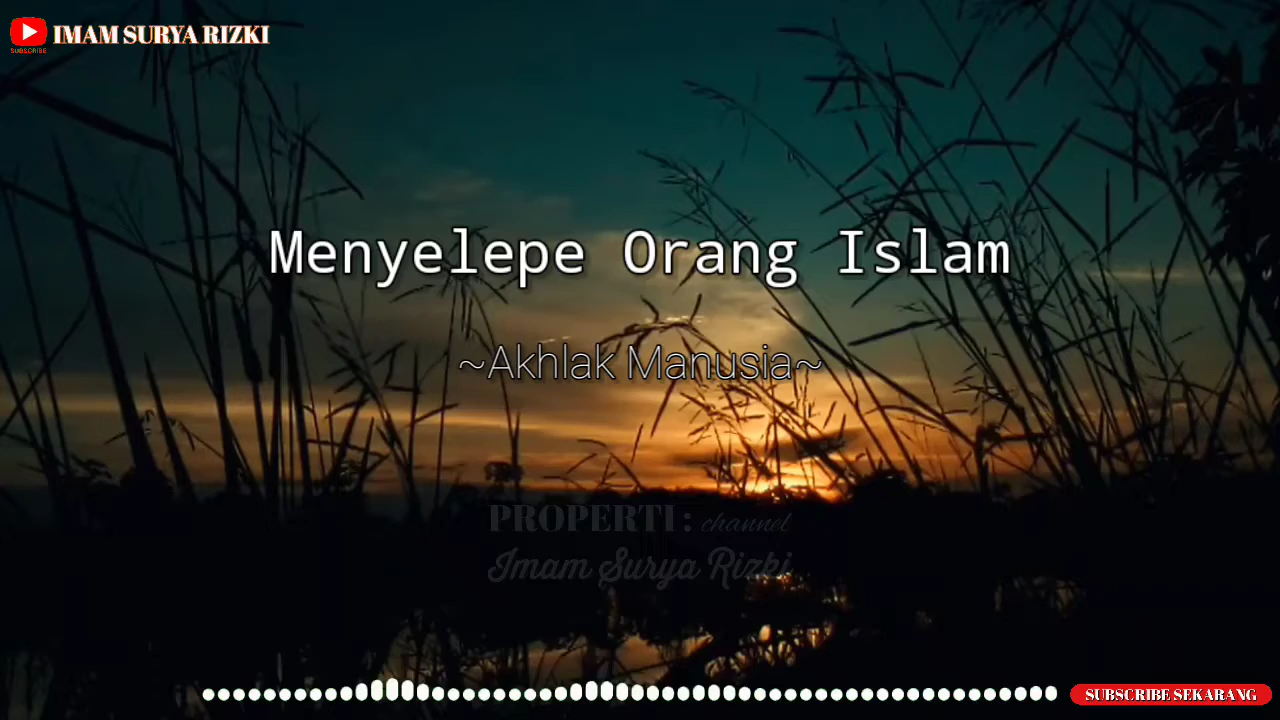 IMAM SURYA RIZKI
SUBSCRIBE
Menyelepe Orang Islam
~Akhlak Manusia~
PROPERTI : channel
Imam Surya Rizki
SUBSCRIBE SEKARANG